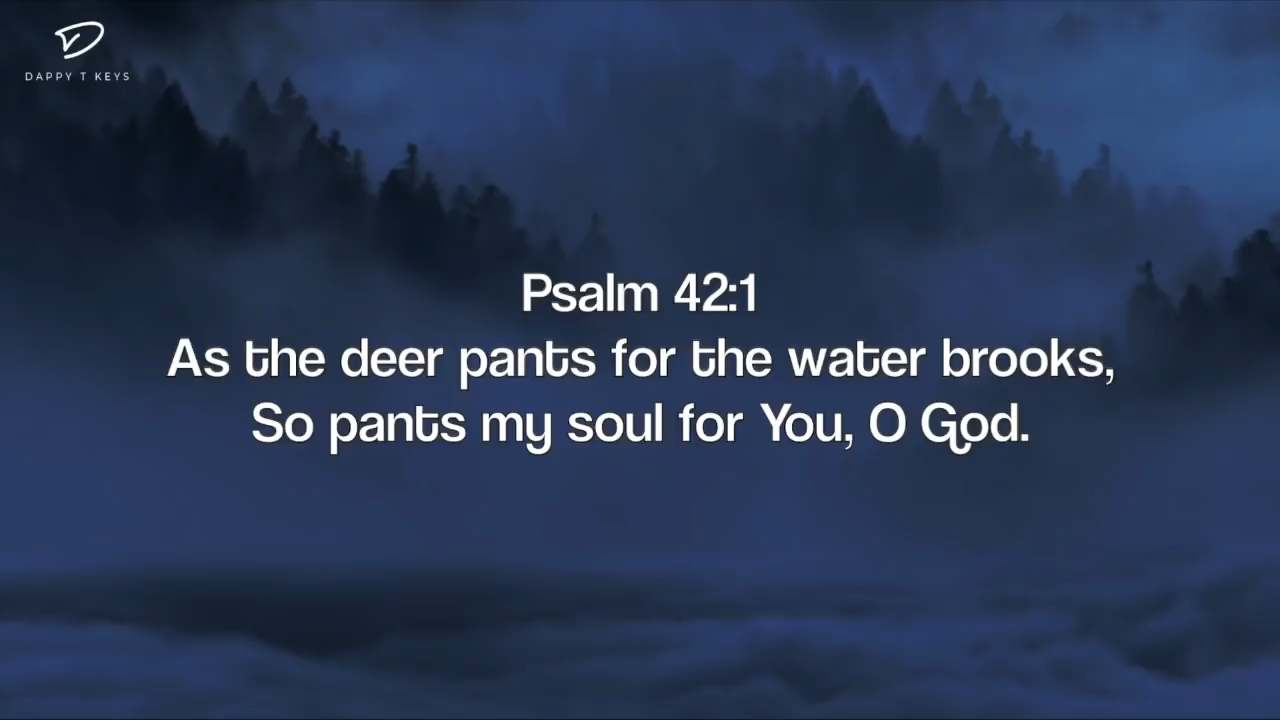 DAPPY T KEYS
Psalm 42:1
As the deer pants for the water brooks,
So pants my soul for You, O God.